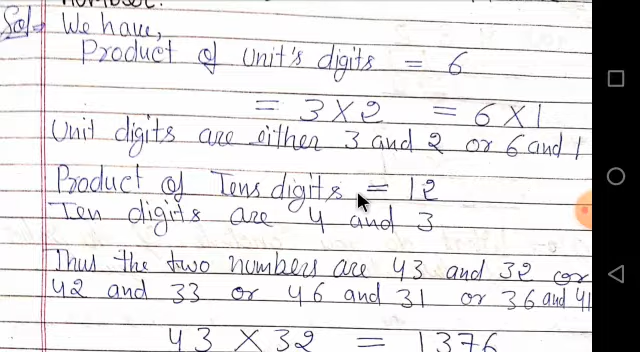 Sol. We have,
Product of Unit's digits = 6
= 3 X 2 = 6 X 1
Unit digits are either 3 and 2 or 6 and 1
Product of Tens digits = 12
Ten digits are 4 and 3
Thus the two numbers are 43 and 32 or
42 and 33 or 46 and 31 or 36 and 41
43 X 32 = 1376